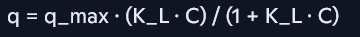 q = q_max · (K_L · C) / (1 + K_L · C)